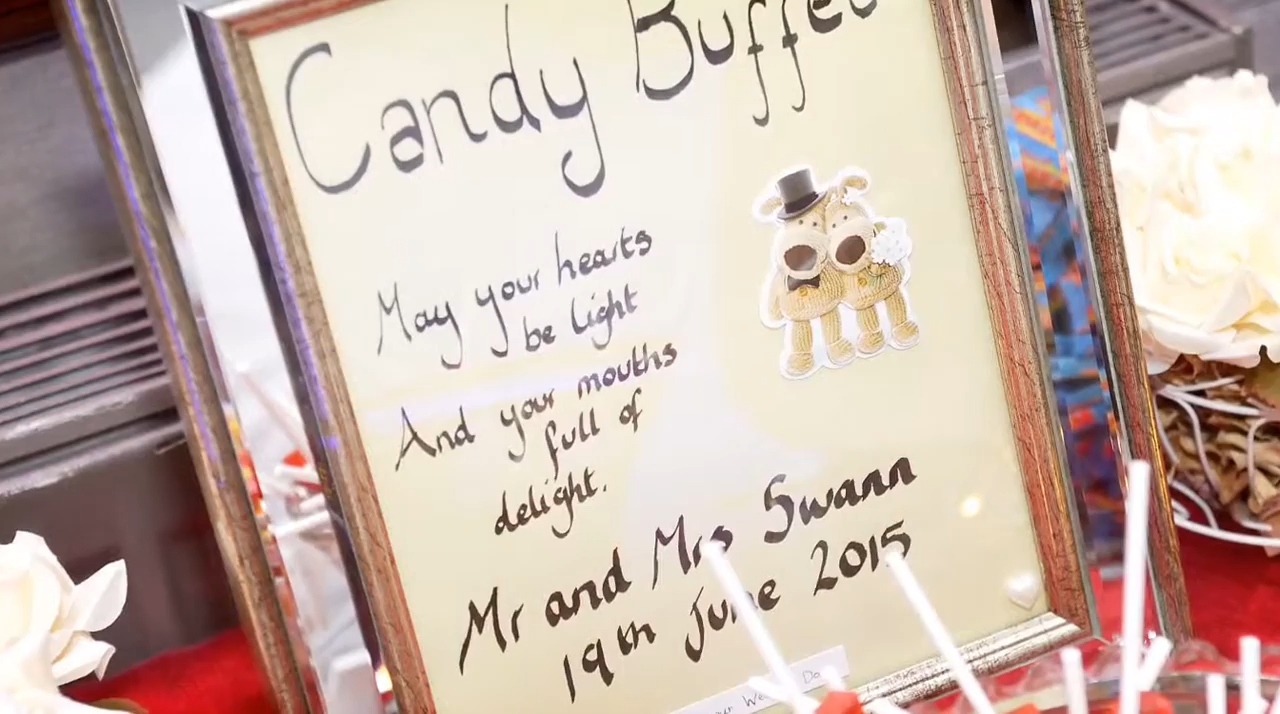 Candy Buffet
May your hearts
be light
And your mouths
full of
delight.
Mr and Mrs Swann
19th June 2015